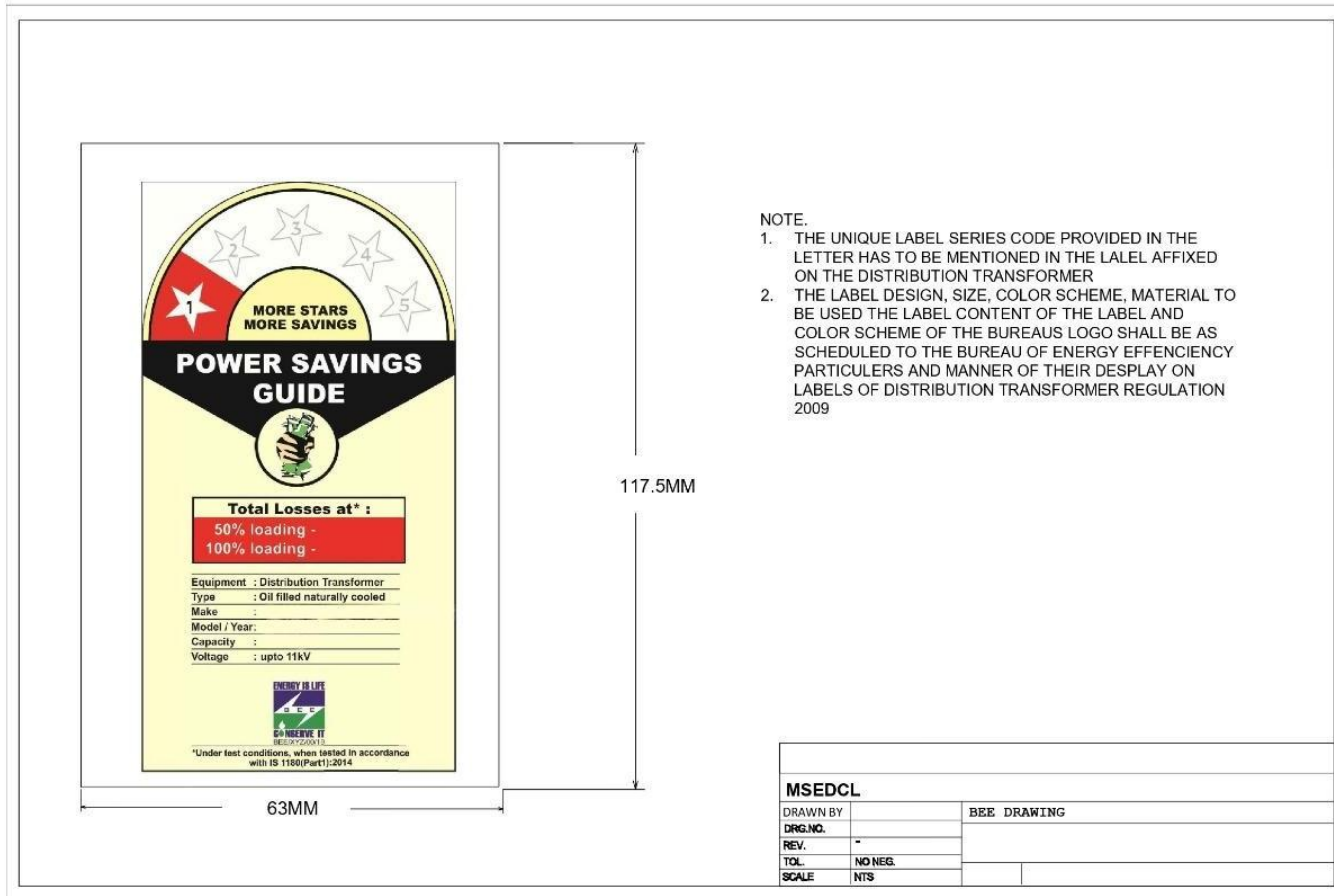 3
2
4
1
5
MORE STARS
MORE SAVINGS
POWER SAVINGS
GUIDE
Total Losses at* :
50% loading -
100% loading -
Equipment : Distribution Transformer
Type : Oil filled naturally cooled
Make :
Model / Year:
Capacity :
Voltage : upto 11kV
ENERGY IS LIFE
BEE
CONSERVE IT
*Under test conditions, when tested in accordance
with IS 1180(Part1):2014
117.5MM
63MM
NOTE.
1. THE UNIQUE LABEL SERIES CODE PROVIDED IN THE
LETTER HAS TO BE MENTIONED IN THE LALEL AFFIXED
ON THE DISTRIBUTION TRANSFORMER
2. THE LABEL DESIGN, SIZE, COLOR SCHEME, MATERIAL TO
BE USED THE LABEL CONTENT OF THE LABEL AND
COLOR SCHEME OF THE BUREAUS LOGO SHALL BE AS
SCHEDULED TO THE BUREAU OF ENERGY EFFENCIENCY
PARTICULERS AND MANNER OF THEIR DESPLAY ON
LABELS OF DISTRIBUTION TRANSFORMER REGULATION
2009
MSEDCL
DRAWN BY BEE DRAWING
DRG.NO.
REV. -
TOL. NO NEG.
SCALE NTS